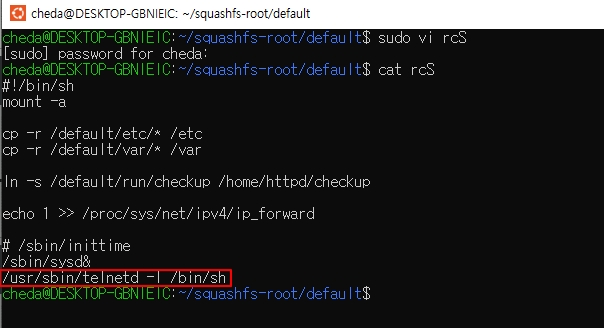 cheda@DESKTOP-GBNIEIC: ~/squashfs-root/default
cheda@DESKTOP-GBNIEIC:~/squashfs-root/default$ sudo vi rcS
[sudo] password for cheda:
cheda@DESKTOP-GBNIEIC:~/squashfs-root/default$ cat rcS
#!/bin/sh
mount -a
cp -r /default/etc/* /etc
cp -r /default/var/* /var
ln -s /default/run/checkup /home/httpd/checkup
echo 1 >> /proc/sys/net/ipv4/ip_forward
# /sbin/inittime
/sbin/sysd&
/usr/sbin/telnetd -l /bin/sh
cheda@DESKTOP-GBNIEIC:~/squashfs-root/default$